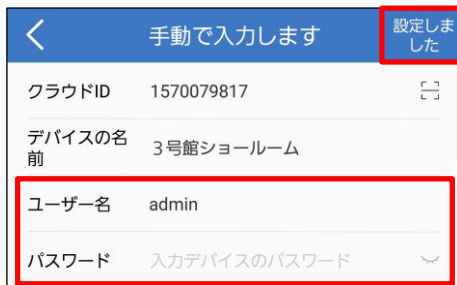 手動で入力します
設定しま
した
クラウドID 1570079817
デバイスの名
前
3号館ショールーム
ユーザー名 admin
パスワード 入力デバイスのパスワード